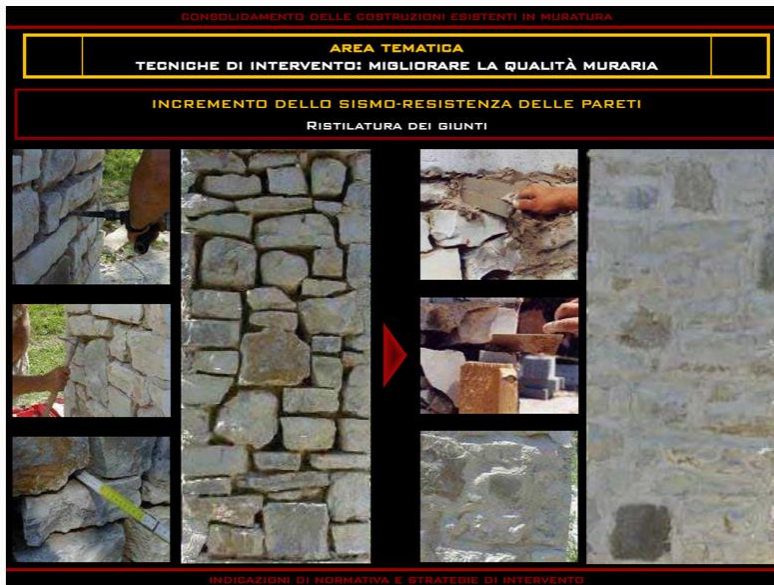 CONSOLIDAMENTO DELLE COSTRUZIONI ESISTENTI IN MURATURA
AREA TEMATICA
TECNICHE DI INTERVENTO: MIGLIORARE LA QUALITÀ MURARIA
INCREMENTO DELLO SISMO-RESISTENZA DELLE PARETI
RISTILATURA DEI GIUNTI
INDICAZIONI DI NORMATIVA E STRATEGIE DI INTERVENTO